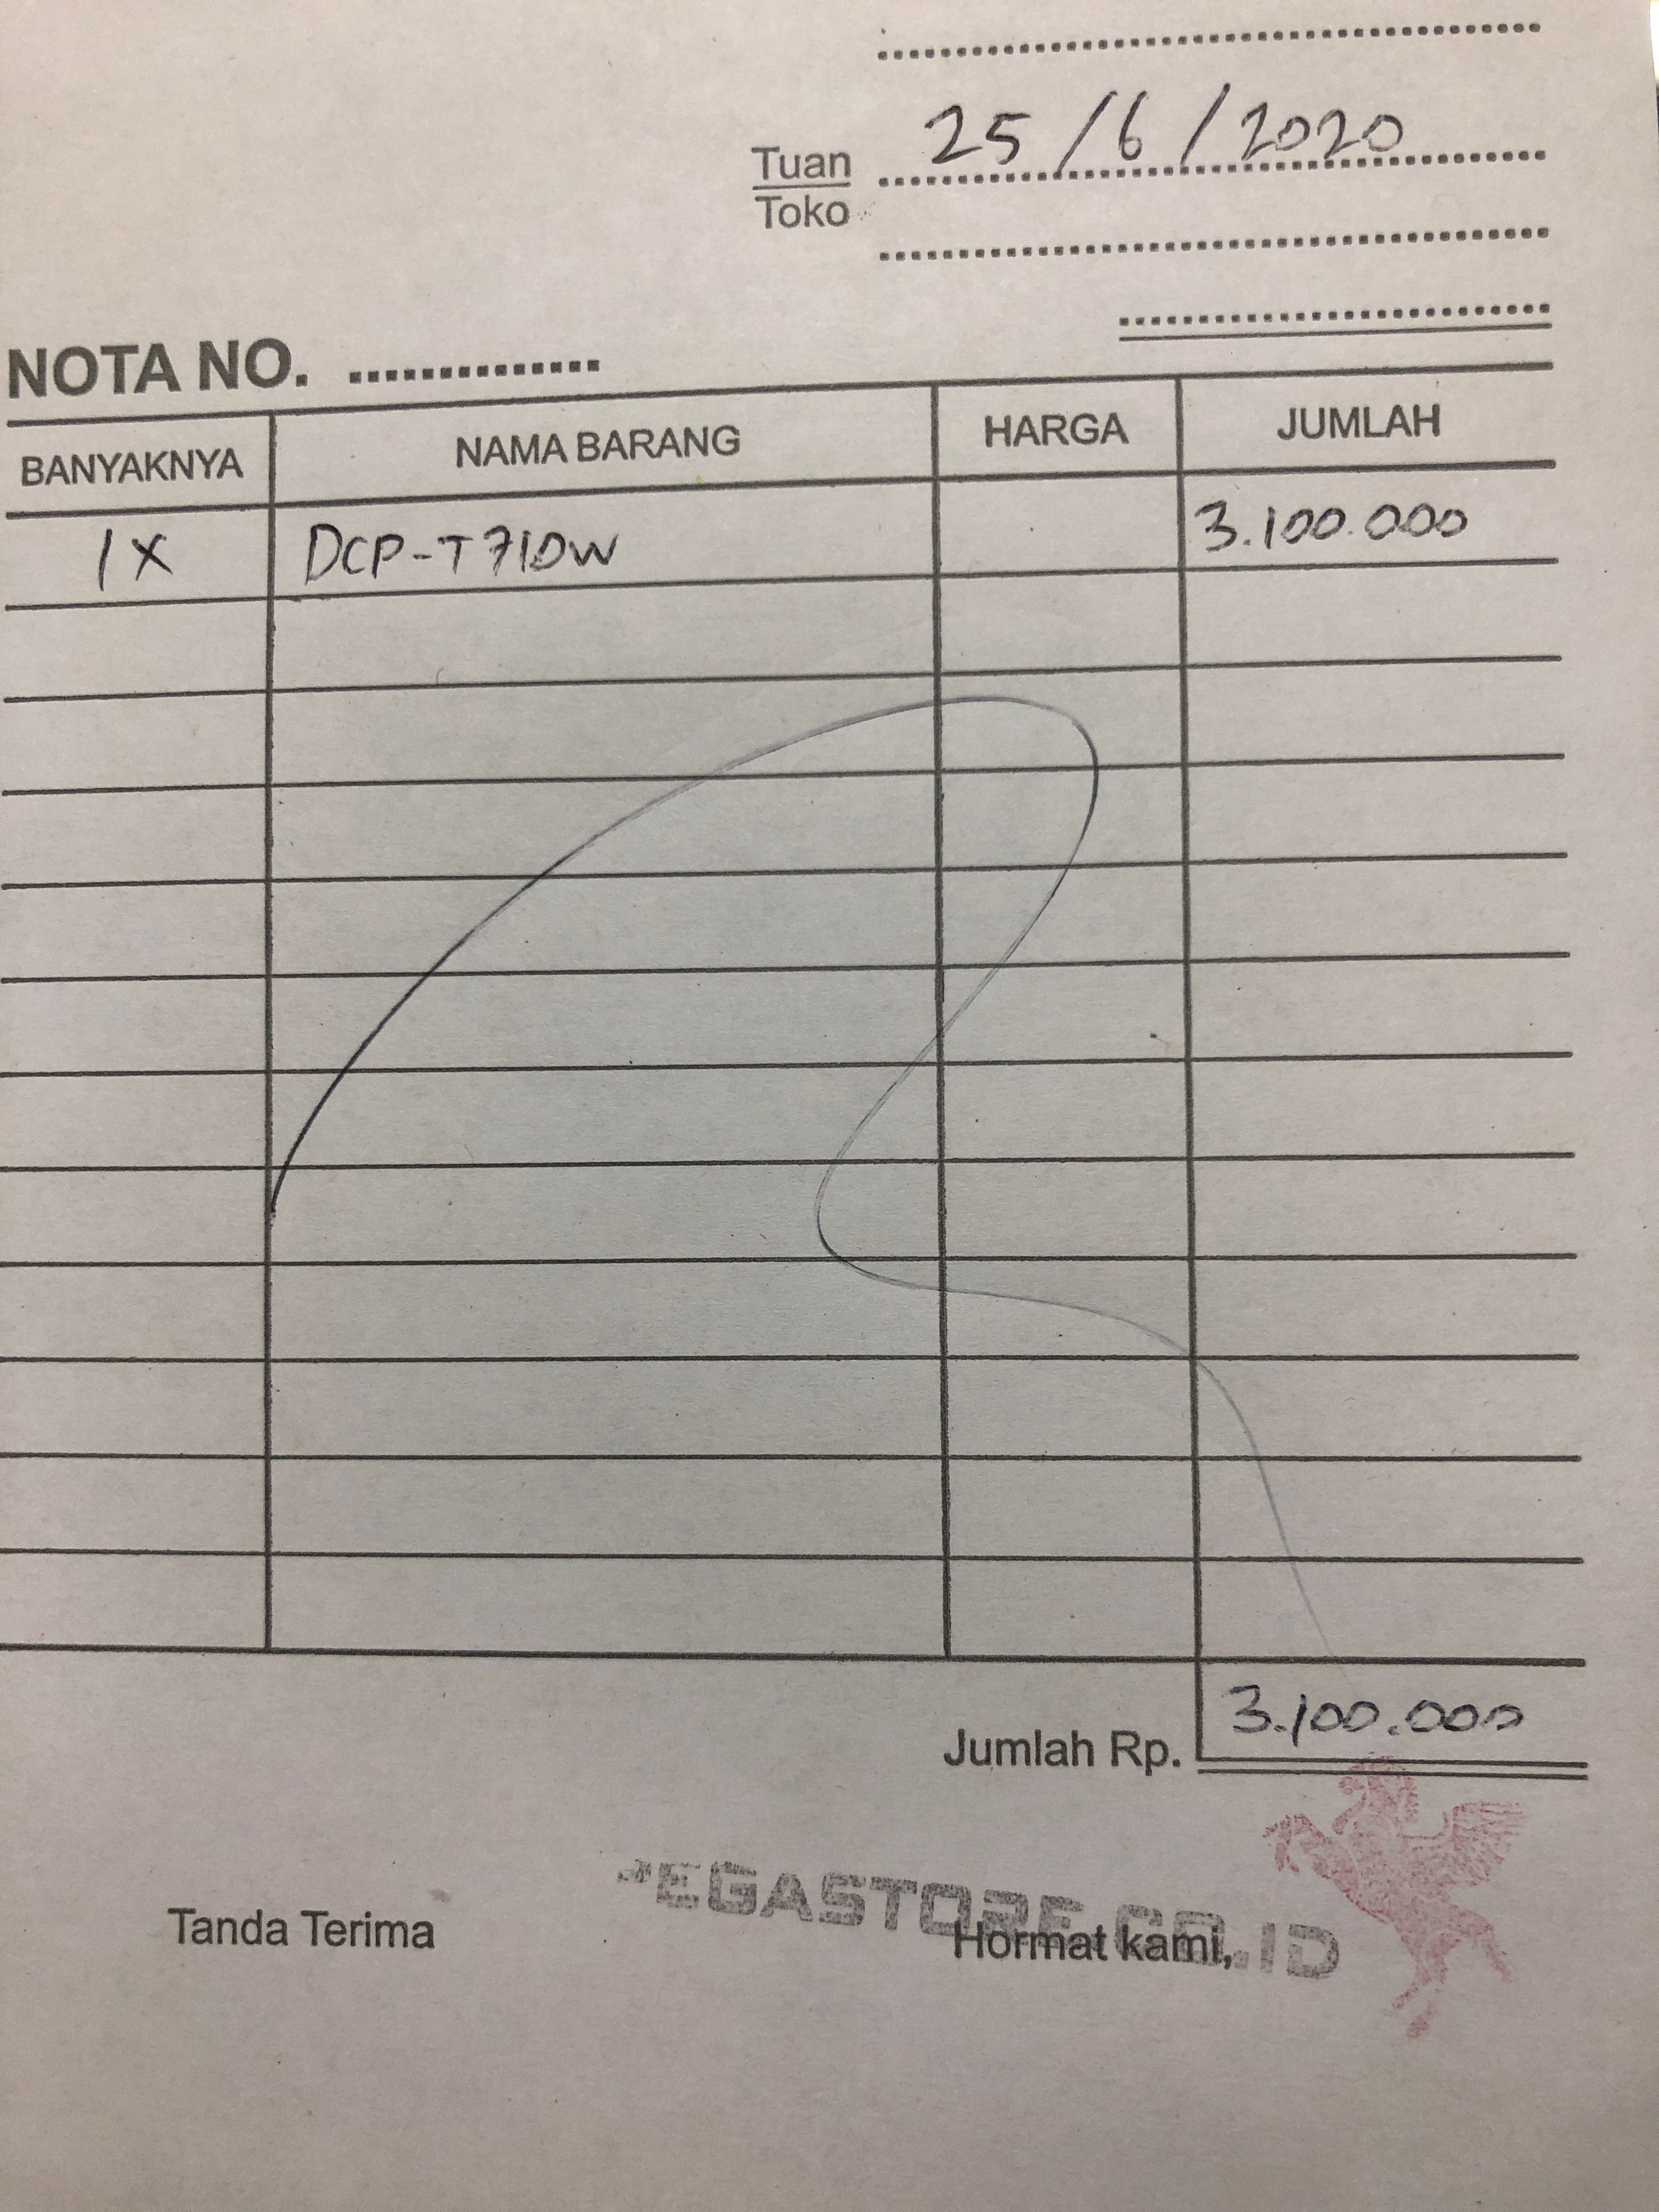 25/6/2020
Tuan
Toko
NOTA NO. ..............
BANYAKNYA NAMA BARANG HARGA JUMLAH
1X DCP-T710W 3.100.000
Jumlah Rp. 3.100.000
PEGASTORE.CO.ID
Tanda Terima Hormat kami,